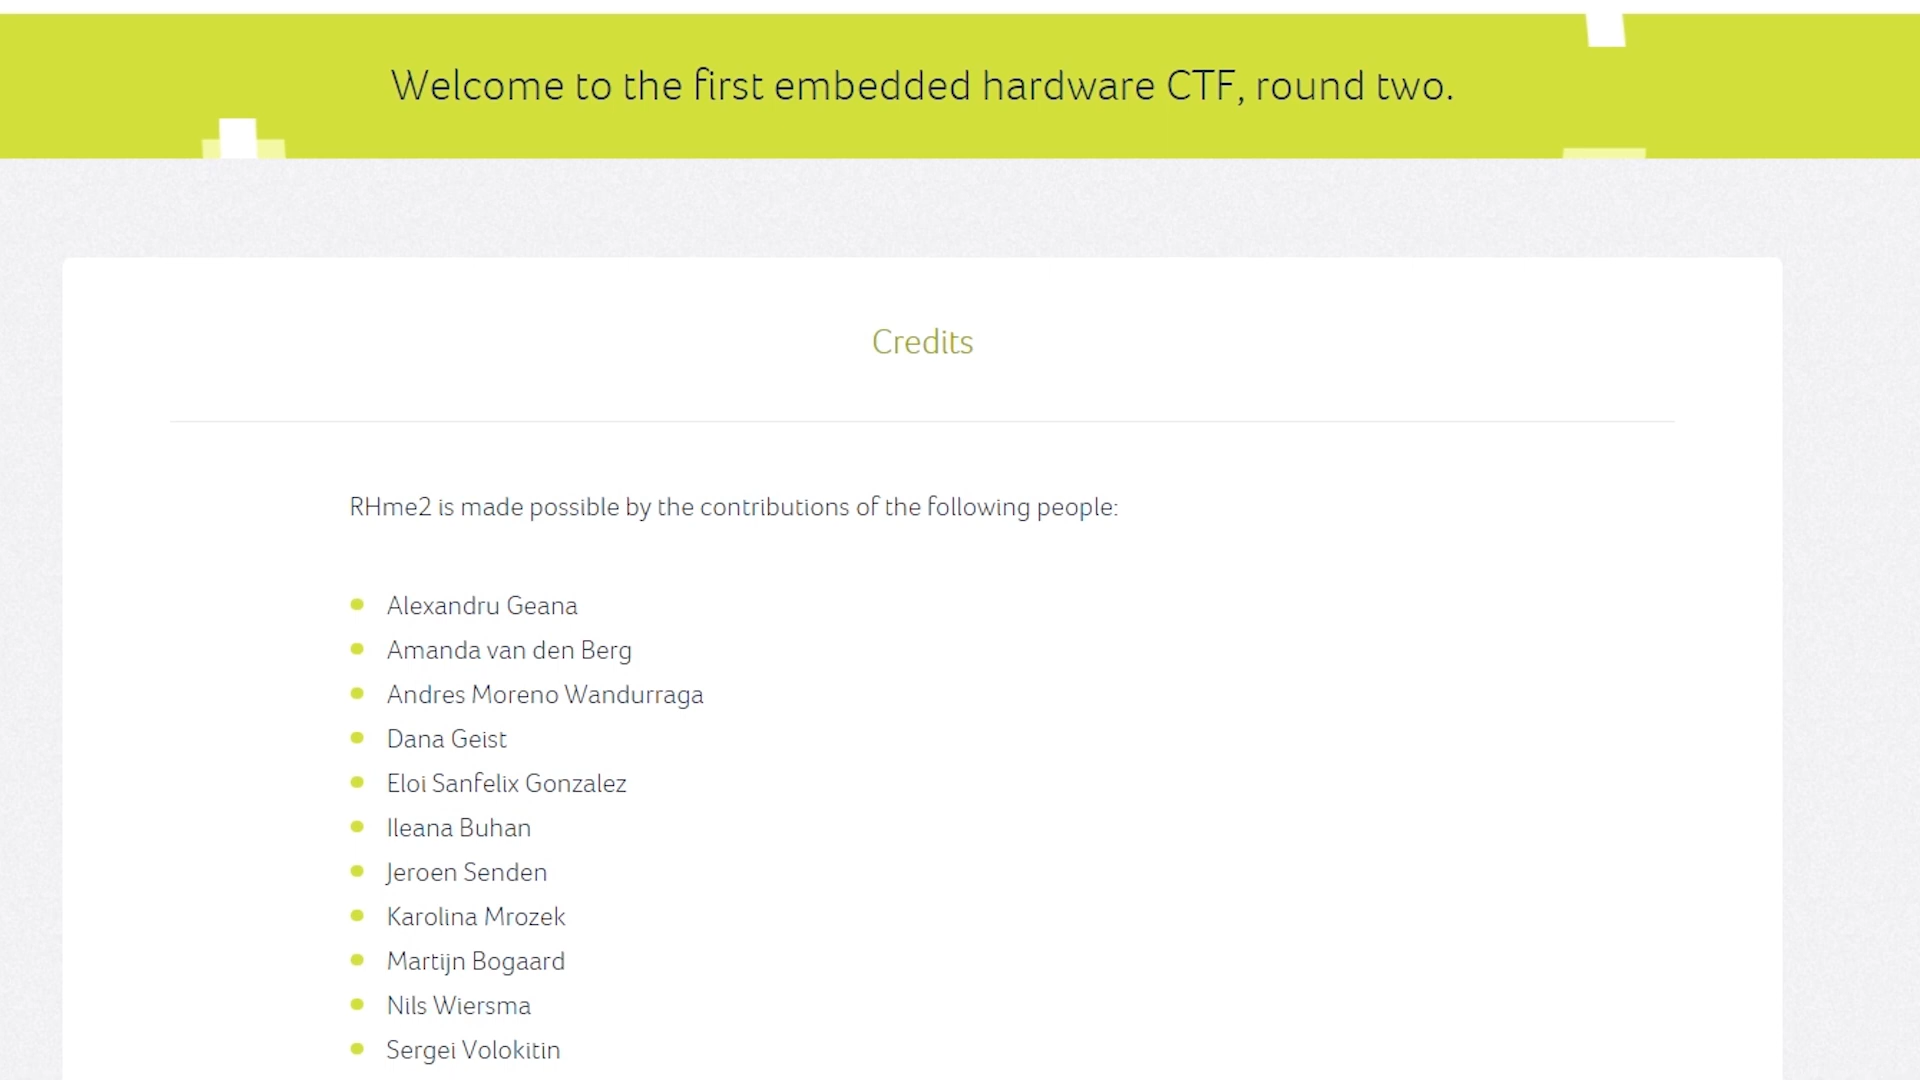 Welcome to the first embedded hardware CTF, round two.
Credits
RHme2 is made possible by the contributions of the following people:
Alexandru Geana
Amanda van den Berg
Andres Moreno Wandurraga
Dana Geist
Eloi Sanfelix Gonzalez
Ileana Buhan
Jeroen Senden
Karolina Mrozek
Martijn Bogaard
Nils Wiersma
Sergei Volokitin